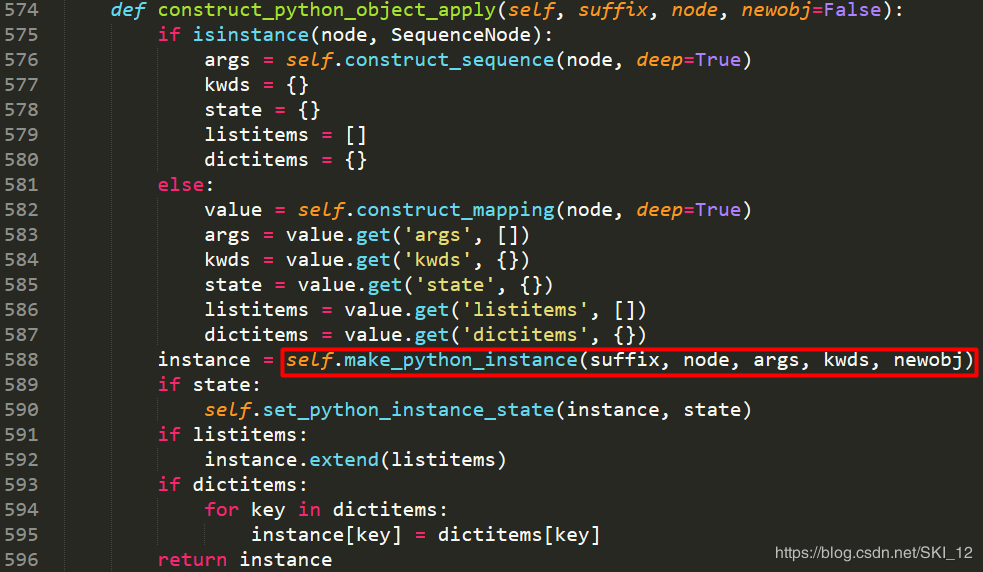 574 def construct_python_object_apply(self, suffix, node, newobj=False):
575 if isinstance(node, SequenceNode):
576 args = self.construct_sequence(node, deep=True)
577 kwds = {}
578 state = {}
579 listitems = []
580 dictitems = {}
581 else:
582 value = self.construct_mapping(node, deep=True)
583 args = value.get('args', [])
584 kwds = value.get('kwds', {})
585 state = value.get('state', {})
586 listitems = value.get('listitems', [])
587 dictitems = value.get('dictitems', {})
588 instance = self.make_python_instance(suffix, node, args, kwds, newobj)
589 if state:
590 self.set_python_instance_state(instance, state)
591 if listitems:
592 instance.extend(listitems)
593 if dictitems:
594 for key in dictitems:
595 instance[key] = dictitems[key]
596 return instance
https://blog.csdn.net/SKI_12